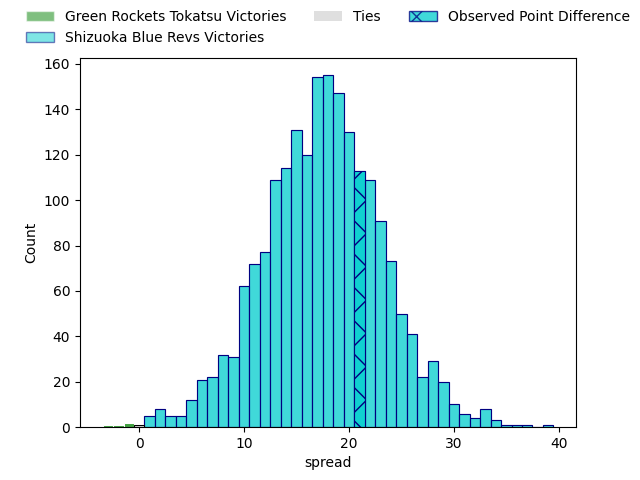 Green Rockets Tokatsu Victories
Ties
Observed Point Difference
Shizuoka Blue Revs Victories
160
140
120
100
80
60
40
20
0
Count
0 10 20 30 40
spread